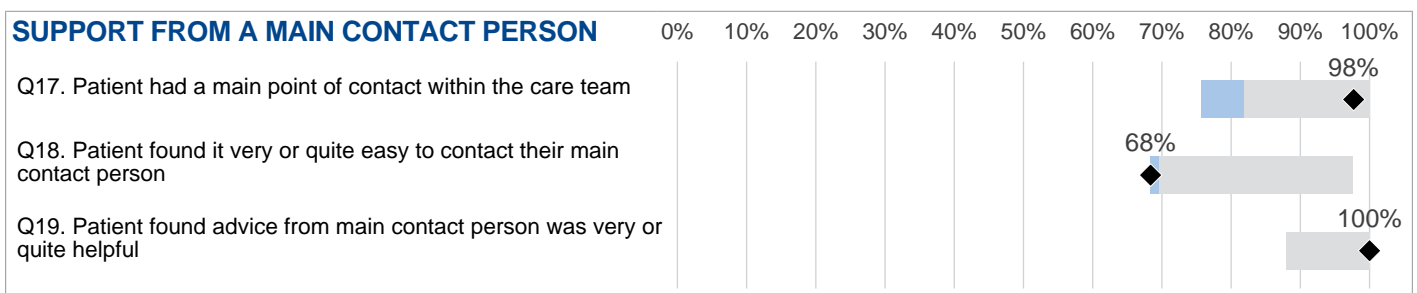 SUPPORT FROM A MAIN CONTACT PERSON 0% 10% 20% 30% 40% 50% 60% 70% 80% 90% 100%
Q17. Patient had a main point of contact within the care team 98%
Q18. Patient found it very or quite easy to contact their main
contact person
68%
Q19. Patient found advice from main contact person was very or
quite helpful
100%